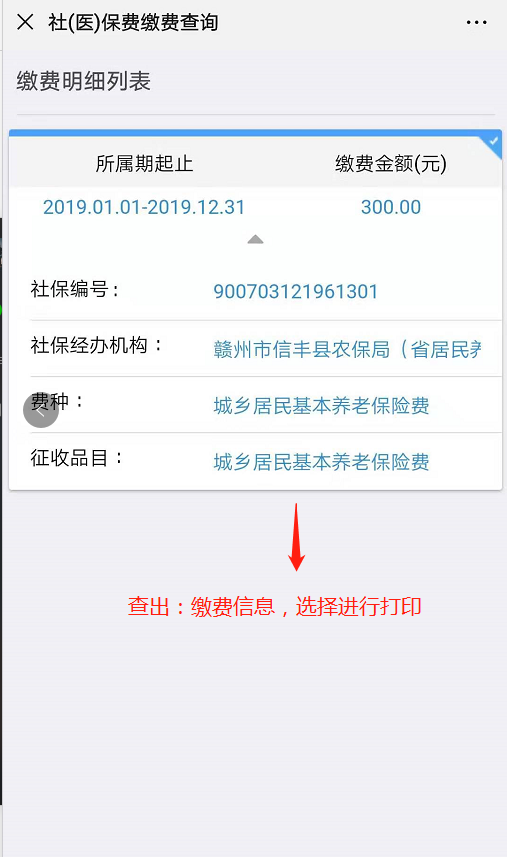 社(医)保费缴费查询
缴费明细列表
所属期起止 缴费金额(元)
2019.01.01-2019.12.31 300.00
社保编号： 900703121961301
社保经办机构： 赣州市信丰县农保局（省居民养
费种： 城乡居民基本养老保险费
征收品目： 城乡居民基本养老保险费
查出：缴费信息，选择进行打印